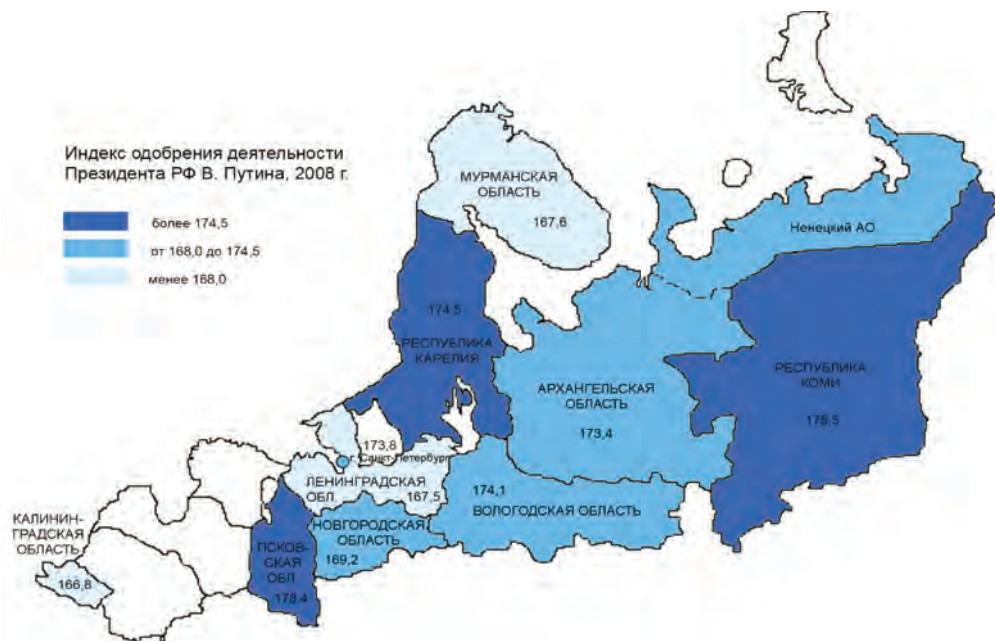 Индекс одобрения деятельности
Президента РФ В. Путина, 2008 г.
более 174,5
от 168,0 до 174,5
менее 168,0
МУРМАНСКАЯ
ОБЛАСТЬ
167,6
Ненецкий АО
174,5
РЕСПУБЛИКА
КАРЕЛИЯ
РЕСПУБЛИКА
КОМИ
175,5
АРХАНГЕЛЬСКАЯ
ОБЛАСТЬ
173,4
173,8
г. Санкт-Петербург
ЛЕНИНГРАДСКАЯ
ОБЛ.
167,5
174,1
ВОЛОГОДСКАЯ ОБЛАСТЬ
НОВГОРОДСКАЯ
ОБЛАСТЬ
169,2
КАЛИНИН-
ГРАДСКАЯ
ОБЛАСТЬ
166,8
ПСКОВ-
СКАЯ
ОБЛ.
178,4